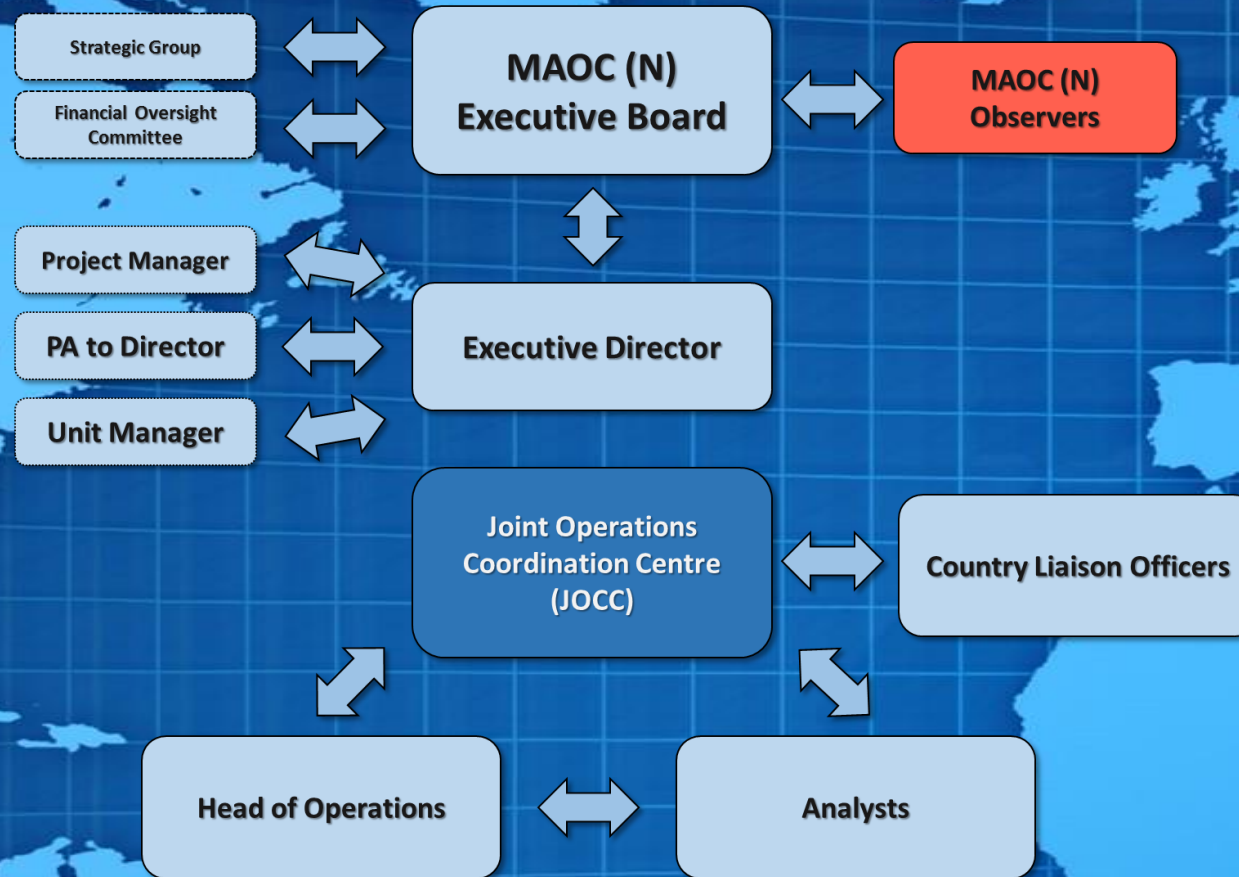 Strategic Group
MAOC (N)
Executive Board
MAOC (N)
Observers
Financial Oversight
Committee
Project Manager
PA to Director
Executive Director
Unit Manager
Joint Operations
Coordination Centre
(JOCC)
Country Liaison Officers
Head of Operations
Analysts